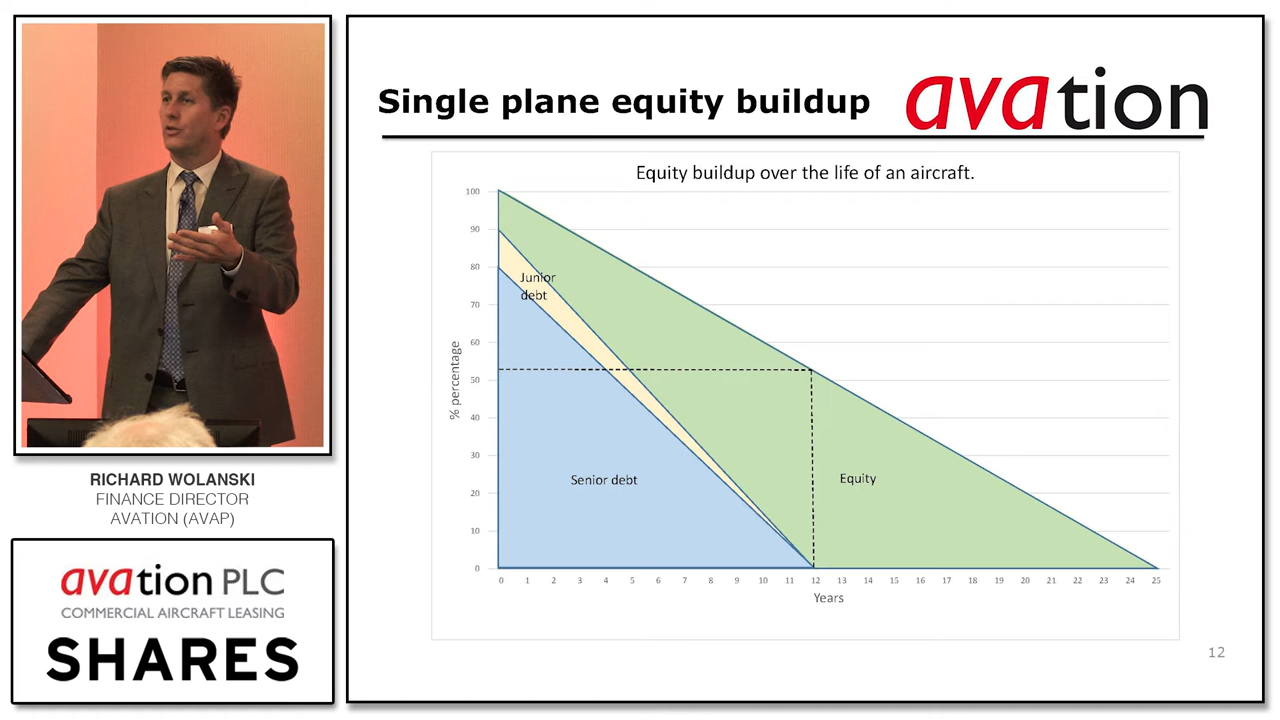 RICHARD WOLANSKI
FINANCE DIRECTOR
AVATION (AVAP)
avation PLC
COMMERCIAL AIRCRAFT LEASING
SHARES
Single plane equity buildup
avation
Equity buildup over the life of an aircraft.
100
90
80
70
60
50
40
30
20
10
0
% percentage
Junior
debt
Senior debt
Equity
0 1 2 3 4 5 6 7 8 9 10 11 12 13 14 15 16 17 18 19 20 21 22 23 24 25
Years
12